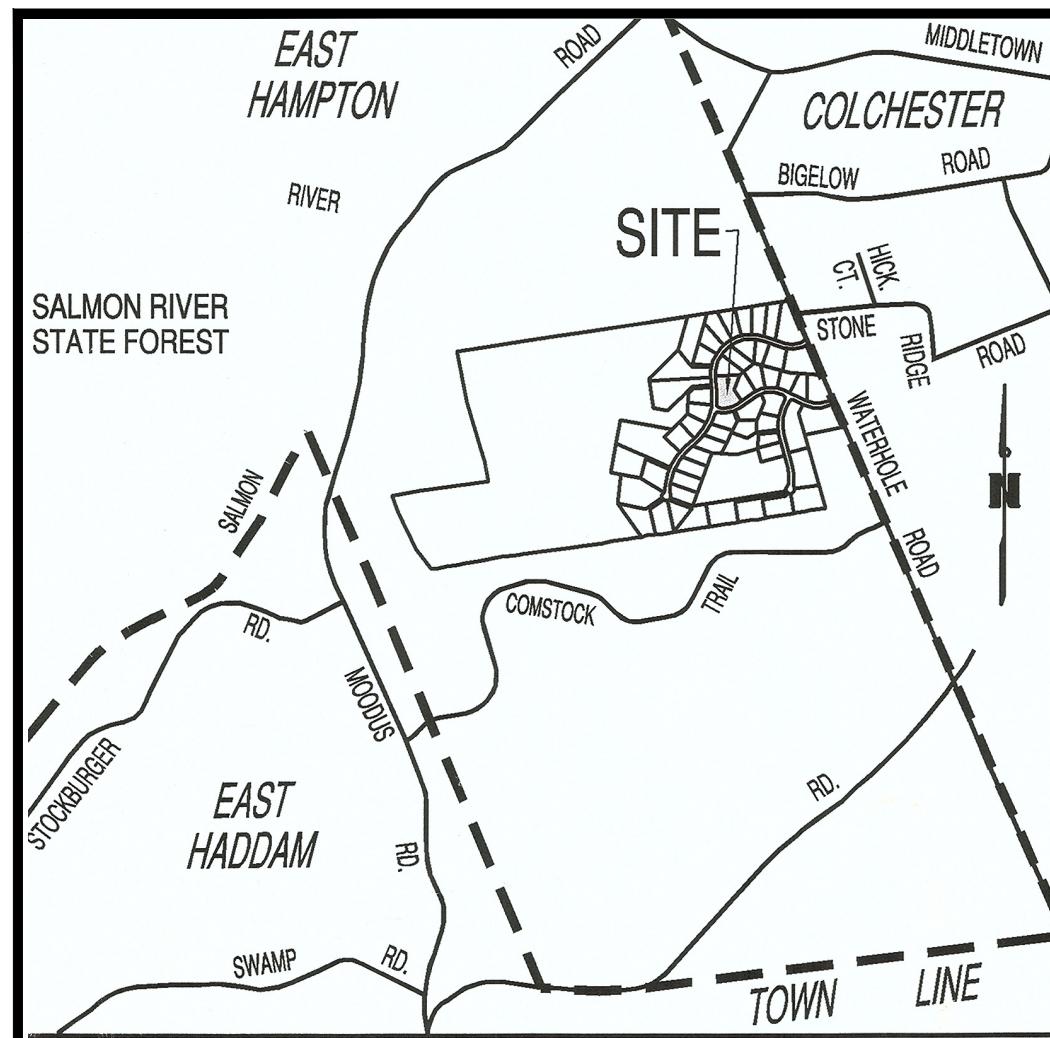 EAST
HAMPTON
ROAD
MIDDLETOWN
COLCHESTER
BIGELOW
ROAD
RIVER
SITE
HICK.
CT.
SALMON RIVER
STATE FOREST
STONE
RIDGE
ROAD
WATERHOLE
ROAD
N
SALMON
COMSTOCK
TRAIL
RD.
MOODUS
STOCKBURGER
EAST
HADDAM
RD.
RD.
SWAMP
RD.
TOWN
LINE